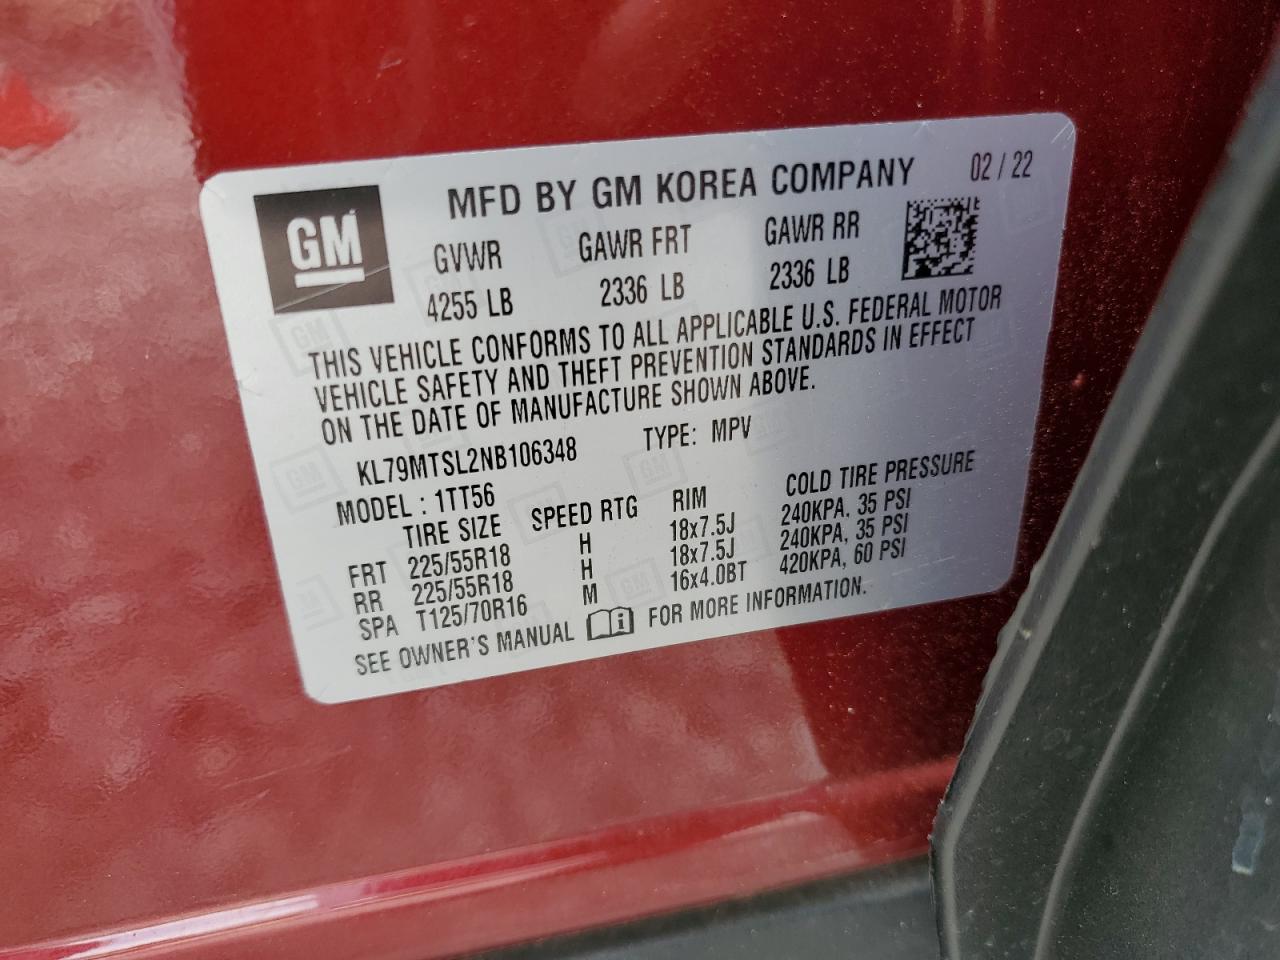 MFD BY GM KOREA COMPANY 02 / 22
GM
GVWR GAWR FRT GAWR RR
4255 LB 2336 LB 2336 LB
THIS VEHICLE CONFORMS TO ALL APPLICABLE U.S. FEDERAL MOTOR
VEHICLE SAFETY AND THEFT PREVENTION STANDARDS IN EFFECT
ON THE DATE OF MANUFACTURE SHOWN ABOVE.
KL79MTSL2NB106348 TYPE: MPV
MODEL : 1TT56
TIRE SIZE SPEED RTG RIM COLD TIRE PRESSURE
FRT 225/55R18 H 18x7.5J 240KPA, 35 PSI
RR 225/55R18 H 18x7.5J 240KPA, 35 PSI
SPA T125/70R16 M 16x4.0BT 420KPA, 60 PSI
SEE OWNER'S MANUAL FOR MORE INFORMATION.